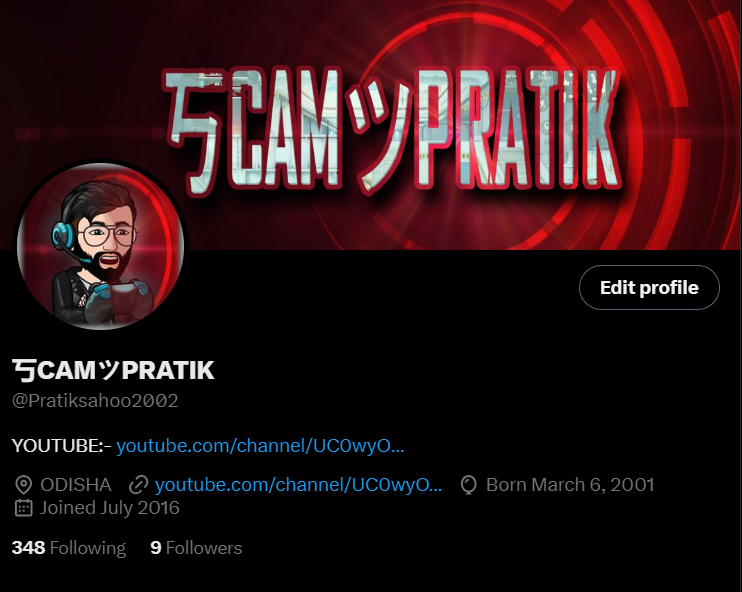 丂CAMツPRATIK
Edit profile
丂CAMツPRATIK
@Pratiksahoo2002
YOUTUBE:- youtube.com/channel/UC0wyO...
ODISHA youtube.com/channel/UC0wyO... Born March 6, 2001
Joined July 2016
348 Following 9 Followers